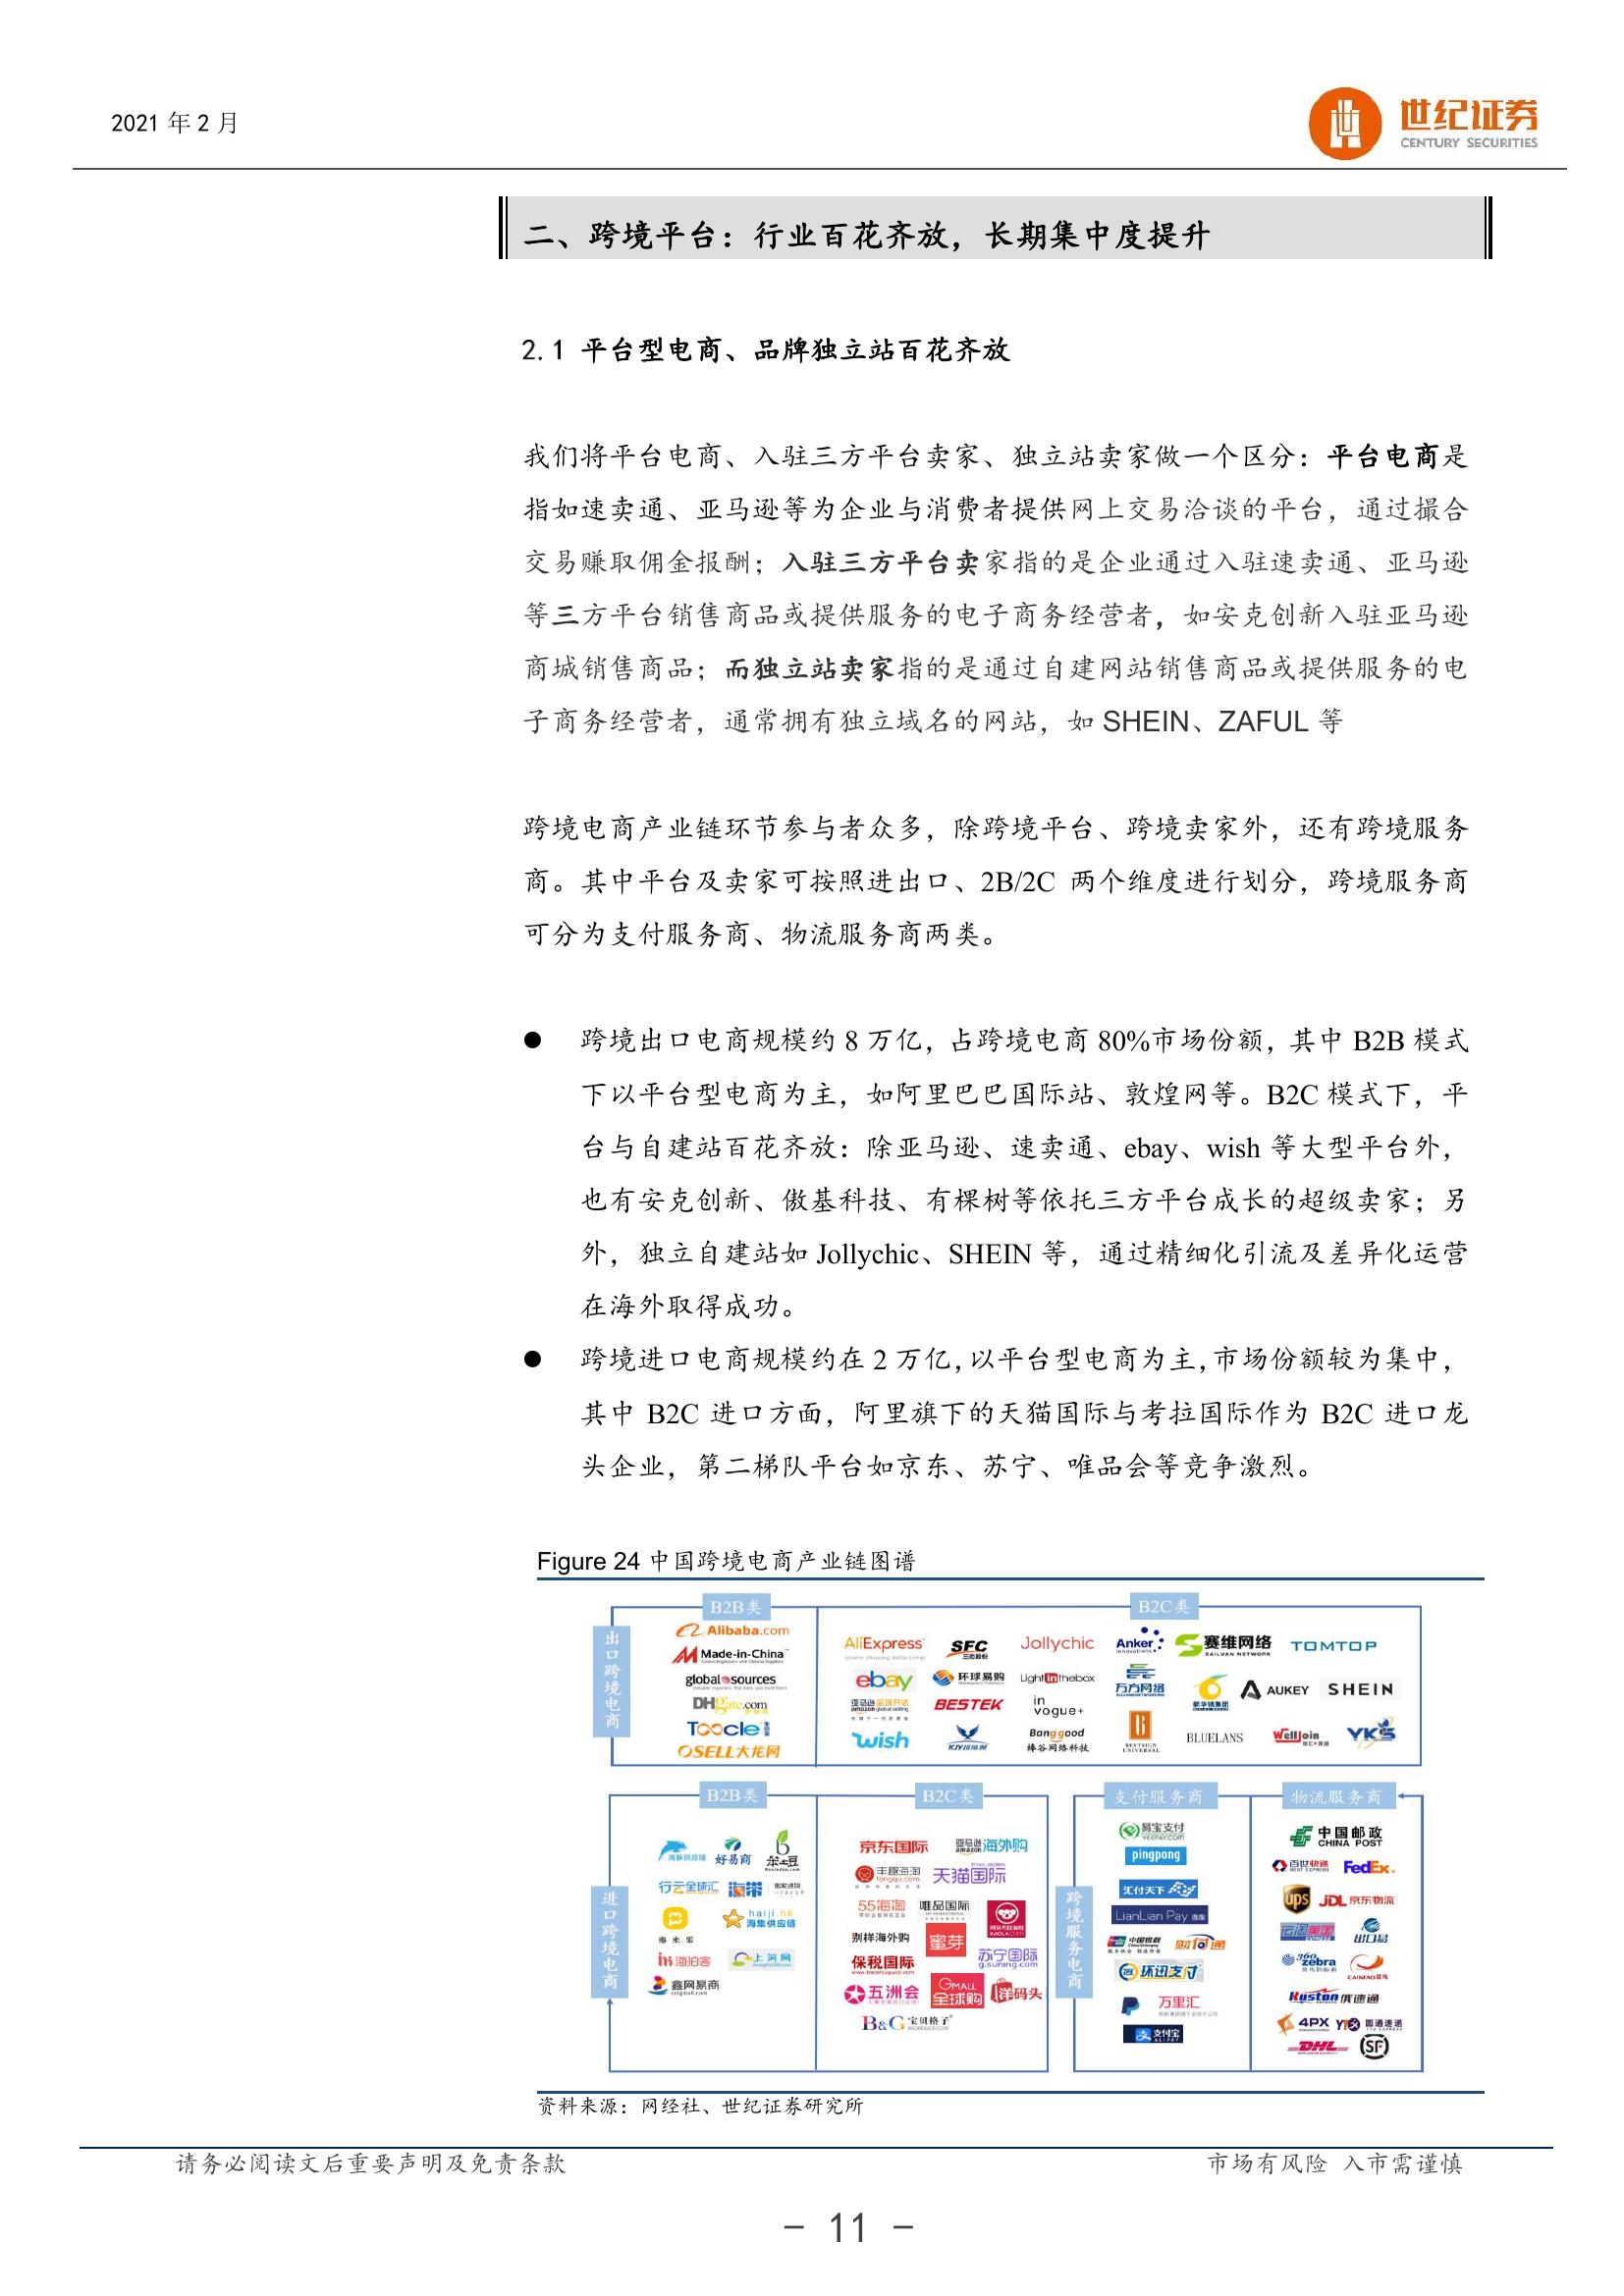 2021 年 2 月
世纪证券
CENTURY SECURITIES
二、跨境平台：行业百花齐放，长期集中度提升
2.1 平台型电商、品牌独立站百花齐放
我们将平台电商、入驻三方平台卖家、独立站卖家做一个区分：平台电商是
指如速卖通、亚马逊等为企业与消费者提供网上交易洽谈的平台，通过撮合
交易赚取佣金报酬；入驻三方平台卖家指的是企业通过入驻速卖通、亚马逊
等三方平台销售商品或提供服务的电子商务经营者，如安克创新入驻亚马逊
商城销售商品；而独立站卖家指的是通过自建网站销售商品或提供服务的电
子商务经营者，通常拥有独立域名的网站，如 SHEIN、ZAFUL 等
跨境电商产业链环节参与者众多，除跨境平台、跨境卖家外，还有跨境服务
商。其中平台及卖家可按照进出口、2B/2C 两个维度进行划分，跨境服务商
可分为支付服务商、物流服务商两类。
● 跨境出口电商规模约 8 万亿，占跨境电商 80%市场份额，其中 B2B 模式
下以平台型电商为主，如阿里巴巴国际站、敦煌网等。B2C 模式下，平
台与自建站百花齐放：除亚马逊、速卖通、ebay、wish 等大型平台外，
也有安克创新、傲基科技、有棵树等依托三方平台成长的超级卖家；另
外，独立自建站如 Jollychic、SHEIN 等，通过精细化引流及差异化运营
在海外取得成功。
● 跨境进口电商规模约在 2 万亿，以平台型电商为主，市场份额较为集中，
其中 B2C 进口方面，阿里旗下的天猫国际与考拉国际作为 B2C 进口龙
头企业，第二梯队平台如京东、苏宁、唯品会等竞争激烈。
Figure 24 中国跨境电商产业链图谱
B2B类 B2C类
出口跨境电商
Alibaba.com
Made-in-China
global sources
DHgate.com
Toocle
OSELL大龙网
AliExpress SFC Jollychic Anker 赛维网络 TOMTOP
SAILVAN NETWORK
ebay 环球易购 Lightinthebox 万方网络 新华锦集团 AUKEY SHEIN
亚马逊全球开店 BESTEK in vogue+
amazon global selling
wish Banggood BESTSIGN UNIVERSAL BLUELANS WellJoin YKS
棒谷网络科技
B2B类 B2C类 支付服务商 物流服务商
进口跨境电商
海豚供应链 好易商 笨土豆
行云全球汇 海带
haiji.hk
海集供应链
海拍客 上河网
鑫网易商
京东国际 亚马逊海外购
amazon
丰趣海淘 天猫国际
fengqu.com
55海淘 唯品国际
KAOLA.COM
别样海外购 蜜芽
保税国际 苏宁国际
g.suning.com
五洲会 GMALL 全球购 洋码头
B&G 宝贝格子
跨境服务电商
易宝支付
YEEPAY.COM
pingpong
汇付天下
LianLian Pay
财付通
环迅支付
万里汇
支付宝
中国邮政
CHINA POST
百世快递 FedEx
ups JDL 京东物流
出口易
360zebra CAINIAO菜鸟
Ruston 俄速通
4PX YTO 圆通速递
DHL SF
资料来源：网经社、世纪证券研究所
请务必阅读文后重要声明及免责条款
市场有风险 入市需谨慎
- 11 -